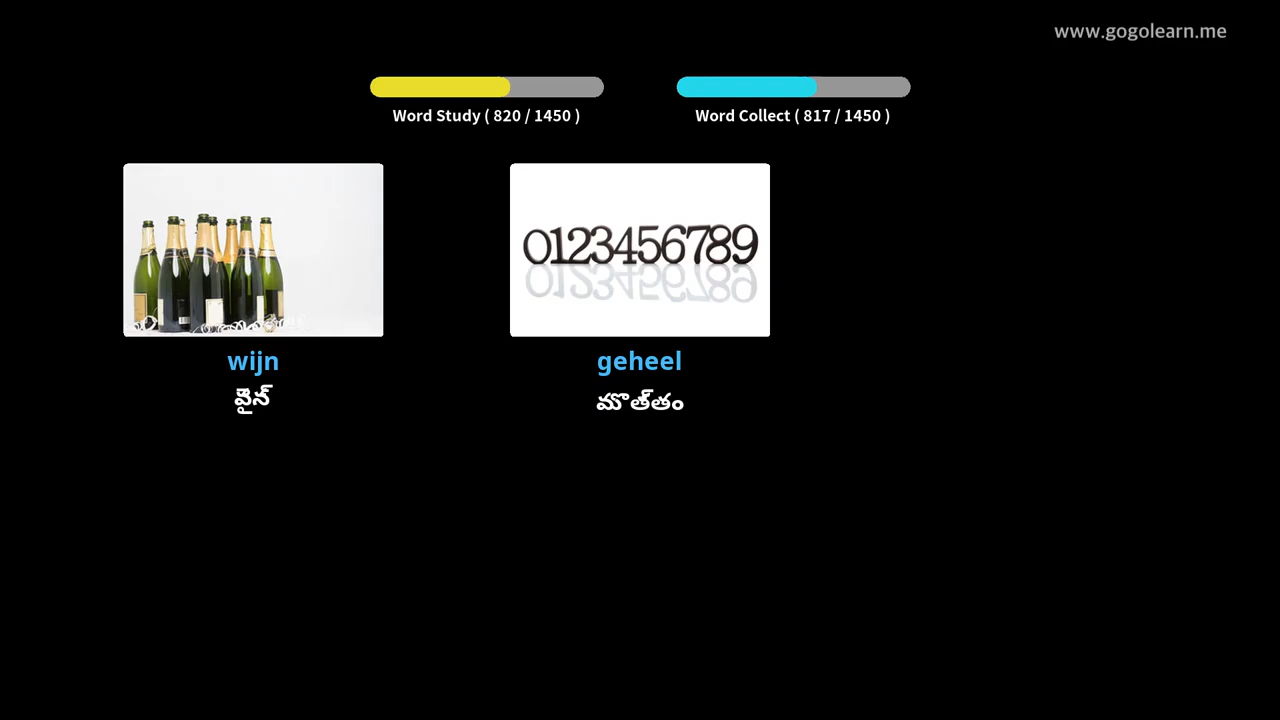 www.gogolearn.me
Word Study ( 820 / 1450 )
Word Collect ( 817 / 1450 )
0123456789
wijn
geheel
వైన్
మొత్తం